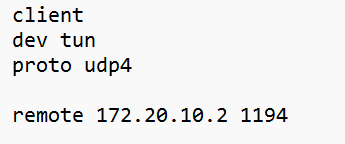 client
dev tun
proto udp4
remote 172.20.10.2 1194